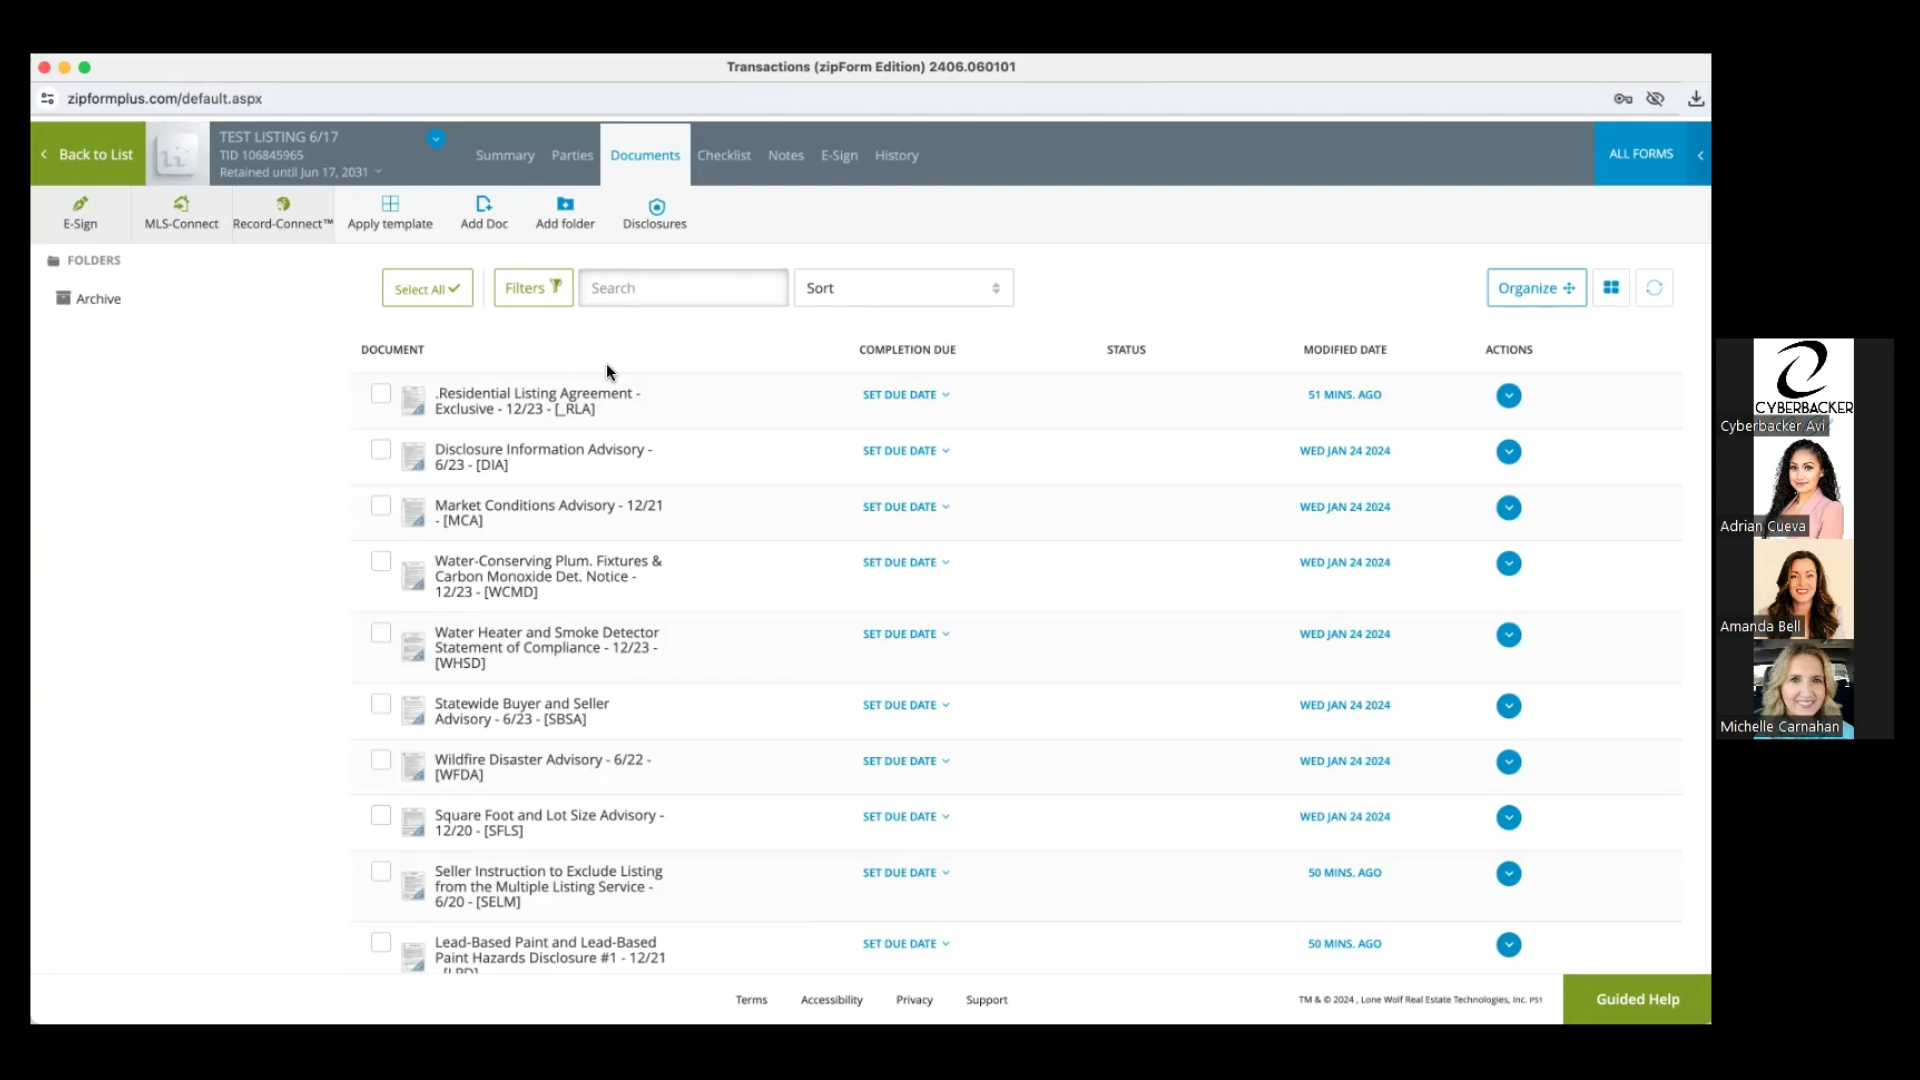 Transactions (zipForm Edition) 2406.060101
zipformplus.com/default.aspx
Back to List
TEST LISTING 6/17
TID 106845965
Retained until Jun 17, 2031
Summary
Parties
Documents
Checklist
Notes
E-Sign
History
ALL FORMS
E-Sign
MLS-Connect
Record-Connect™
Apply template
Add Doc
Add folder
Disclosures
FOLDERS
Archive
Select All
Filters
Search
Sort
Organize
DOCUMENT
COMPLETION DUE
STATUS
MODIFIED DATE
ACTIONS
.Residential Listing Agreement -
Exclusive - 12/23 - [_RLA]
SET DUE DATE
51 MINS. AGO
Disclosure Information Advisory -
6/23 - [DIA]
SET DUE DATE
WED JAN 24 2024
Market Conditions Advisory - 12/21
- [MCA]
SET DUE DATE
WED JAN 24 2024
Water-Conserving Plum. Fixtures &
Carbon Monoxide Det. Notice -
12/23 - [WCMD]
SET DUE DATE
WED JAN 24 2024
Water Heater and Smoke Detector
Statement of Compliance - 12/23 -
[WHSD]
SET DUE DATE
WED JAN 24 2024
Statewide Buyer and Seller
Advisory - 6/23 - [SBSA]
SET DUE DATE
WED JAN 24 2024
Wildfire Disaster Advisory - 6/22 -
[WFDA]
SET DUE DATE
WED JAN 24 2024
Square Foot and Lot Size Advisory -
12/20 - [SFLS]
SET DUE DATE
WED JAN 24 2024
Seller Instruction to Exclude Listing
from the Multiple Listing Service -
6/20 - [SELM]
SET DUE DATE
50 MINS. AGO
Lead-Based Paint and Lead-Based
Paint Hazards Disclosure #1 - 12/21
- [LPD]
SET DUE DATE
50 MINS. AGO
Terms
Accessibility
Privacy
Support
TM & © 2024 , Lone Wolf Real Estate Technologies, Inc. PS1
Guided Help
CYBERBACKER
Cyberbacker Avi
Adrian Cueva
Amanda Bell
Michelle Carnahan